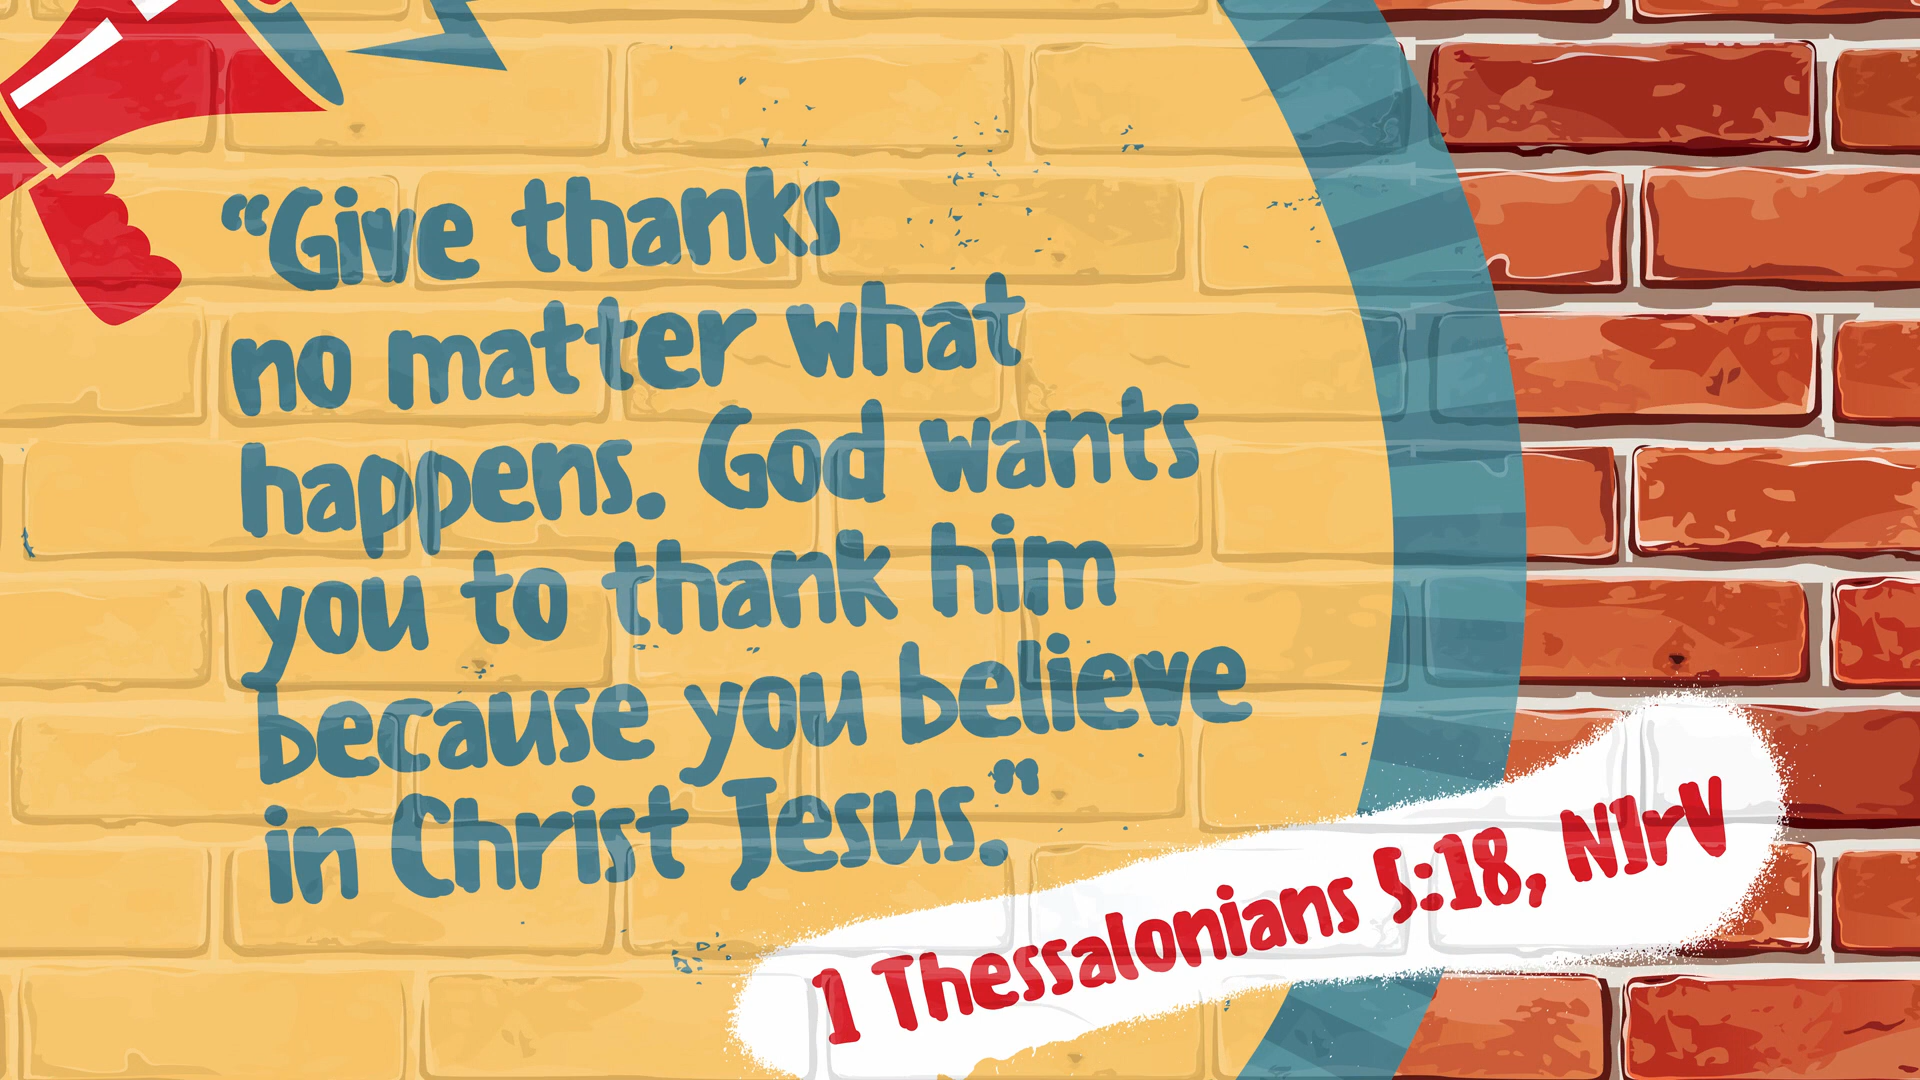 “Give thanks
no matter what
happens. God wants
you to thank him
because you believe
in Christ Jesus.”
1 Thessalonians 5:18, NIrV